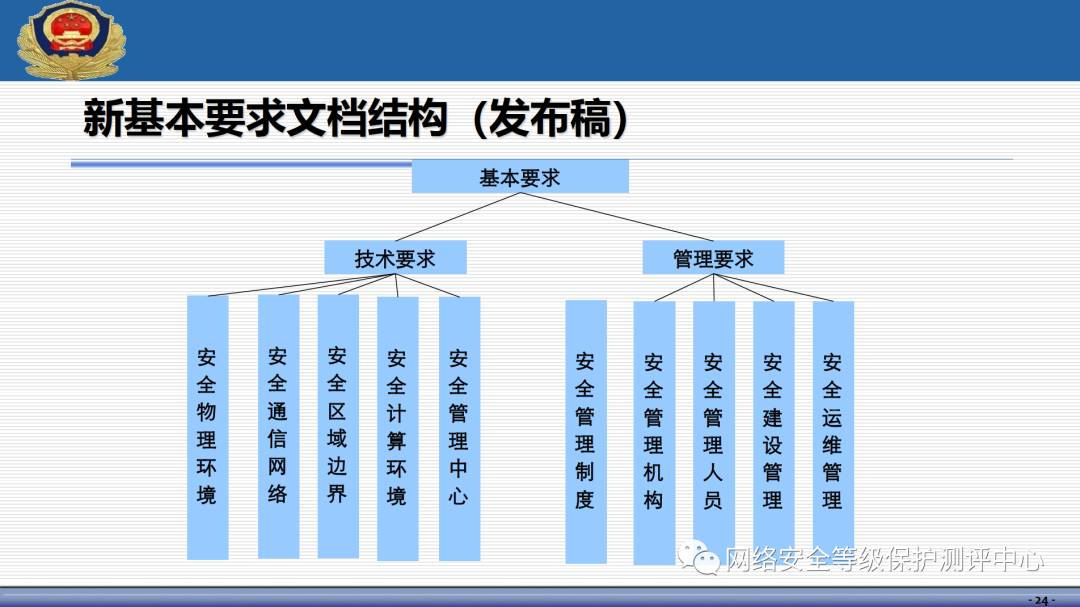 新基本要求文档结构（发布稿）
基本要求
技术要求
管理要求
安全物理环境
安全通信网络
安全区域边界
安全计算环境
安全管理中心
安全管理制度
安全管理机构
安全管理人员
安全建设管理
安全运维管理
网络安全等级保护测评中心
- 24 -